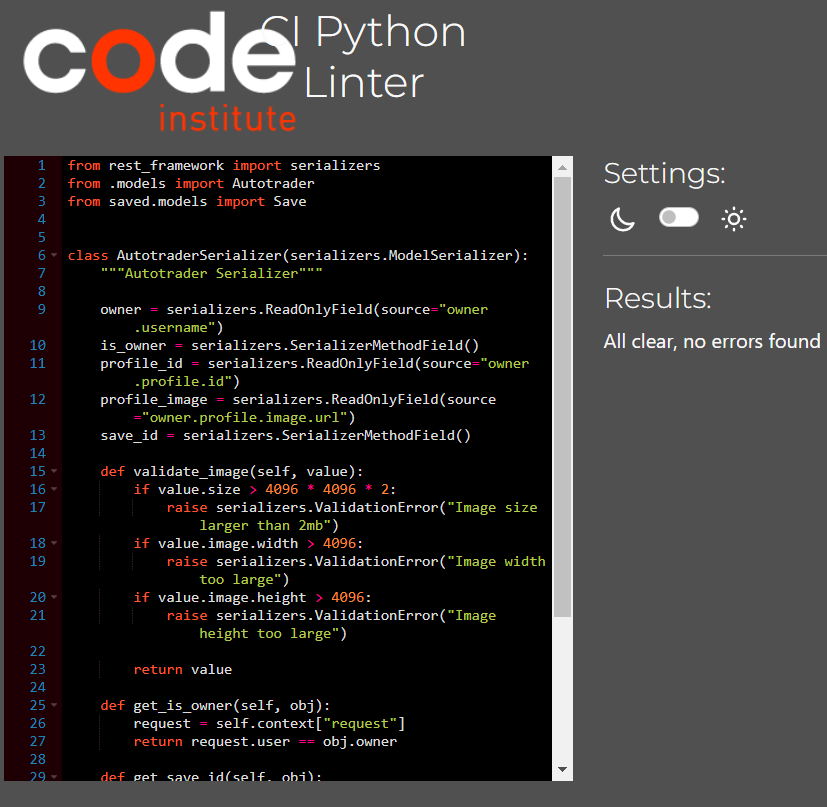 code
institute
CI Python
Linter
1 from rest_framework import serializers
2 from .models import Autotrader
3 from saved.models import Save
4
5
6 class AutotraderSerializer(serializers.ModelSerializer):
7 """Autotrader Serializer"""
8
9 owner = serializers.ReadOnlyField(source="owner
.username")
10 is_owner = serializers.SerializerMethodField()
11 profile_id = serializers.ReadOnlyField(source="owner
.profile.id")
12 profile_image = serializers.ReadOnlyField(source
="owner.profile.image.url")
13 save_id = serializers.SerializerMethodField()
14
15 def validate_image(self, value):
16 if value.size > 4096 * 4096 * 2:
17 raise serializers.ValidationError("Image size
larger than 2mb")
18 if value.image.width > 4096:
19 raise serializers.ValidationError("Image width
too large")
20 if value.image.height > 4096:
21 raise serializers.ValidationError("Image
height too large")
22
23 return value
24
25 def get_is_owner(self, obj):
26 request = self.context["request"]
27 return request.user == obj.owner
28
29 def get_save_id(self, obj):
Settings:
Results:
All clear, no errors found